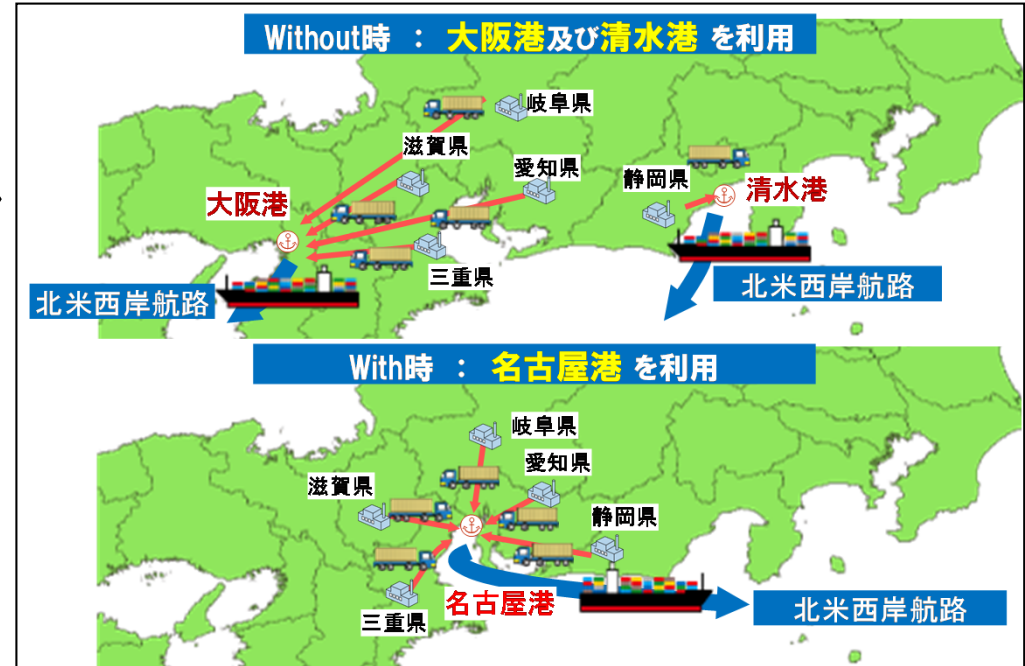 Without時 ： 大阪港及び清水港 を利用
岐阜県
滋賀県
愛知県
静岡県
大阪港
清水港
三重県
北米西岸航路
北米西岸航路
With時 ： 名古屋港 を利用
岐阜県
愛知県
滋賀県
静岡県
名古屋港
三重県
北米西岸航路